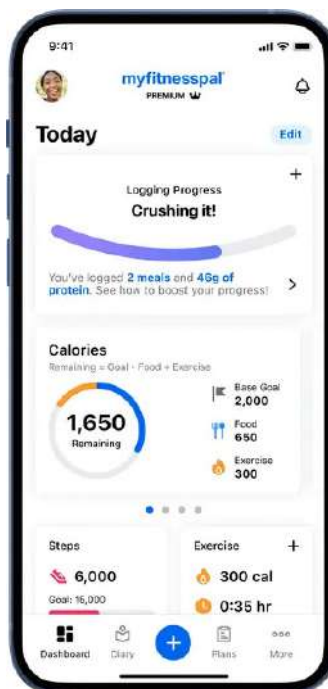 9:41
myfitnesspal
PREMIUM
Today
Edit
Logging Progress
Crushing it!
You've logged 2 meals and 46g of
protein. See how to boost your progress!
Calories
Remaining = Goal - Food + Exercise
1,650
Remaining
Base Goal
2,000
Food
650
Exercise
300
Steps
6,000
Goal: 15,000
Exercise
300 cal
0:35 hr
Dashboard
Diary
Plans
More